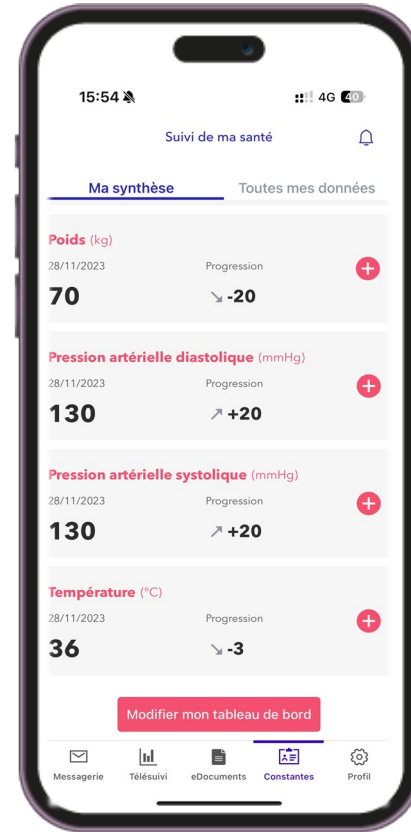 15:54
4G 40
Suivi de ma santé
Ma synthèse Toutes mes données
Poids (kg)
28/11/2023 Progression
70 -20
Pression artérielle diastolique (mmHg)
28/11/2023 Progression
130 +20
Pression artérielle systolique (mmHg)
28/11/2023 Progression
130 +20
Température (°C)
28/11/2023 Progression
36 -3
Modifier mon tableau de bord
Messagerie Télésuivi eDocuments Constantes Profil